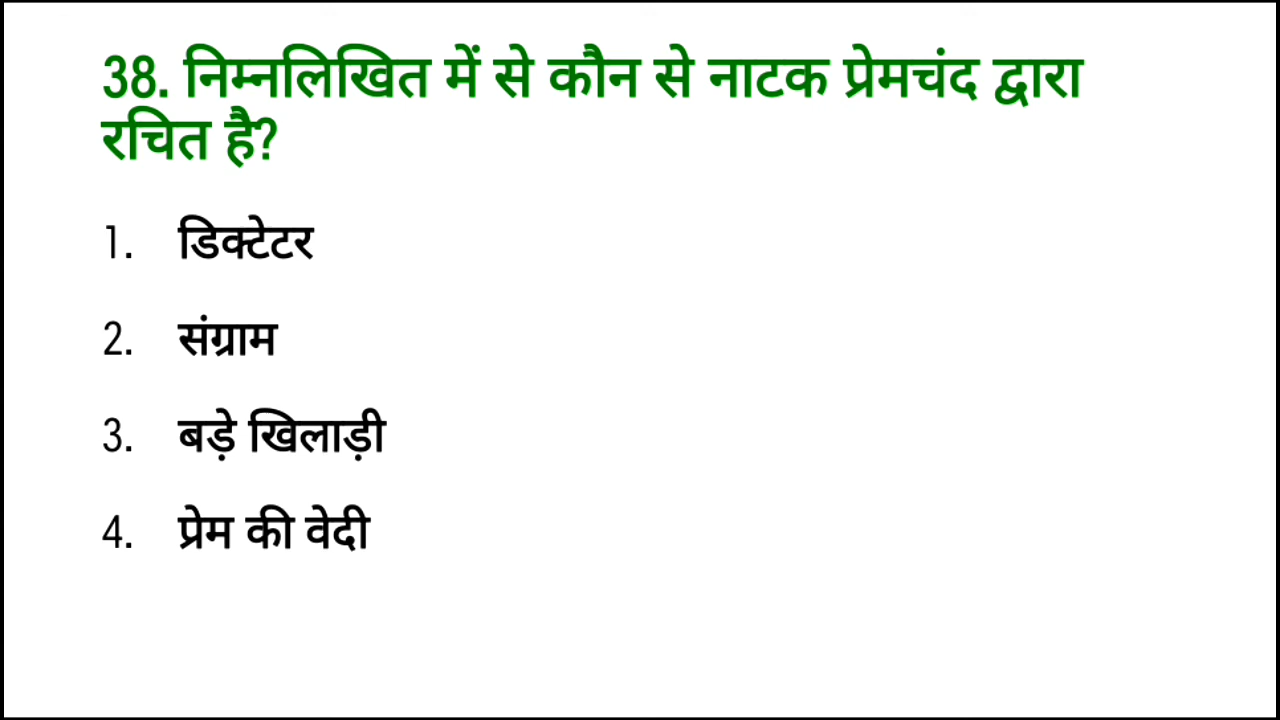 38. निम्नलिखित में से कौन से नाटक प्रेमचंद द्वारा
रचित है?
1. डिक्टेटर
2. संग्राम
3. बड़े खिलाड़ी
4. प्रेम की वेदी